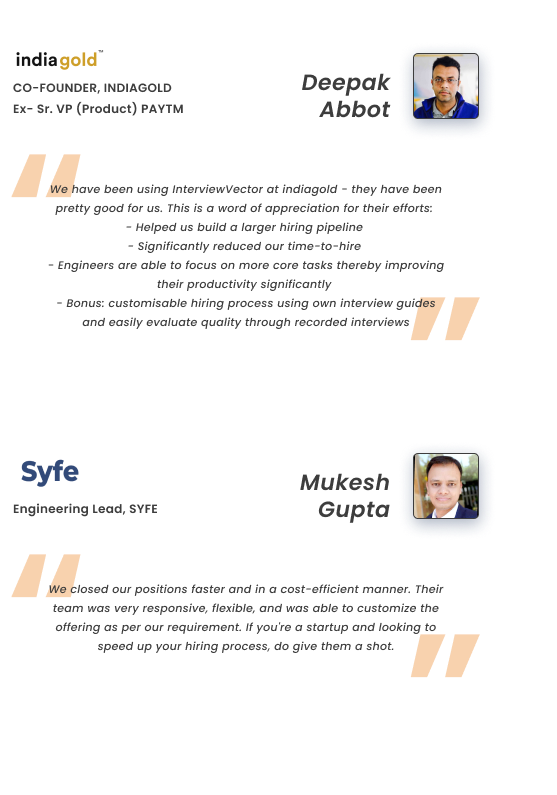 indiagold™
CO-FOUNDER, INDIAGOLD
Ex- Sr. VP (Product) PAYTM
Deepak
Abbot
“
We have been using InterviewVector at indiagold - they have been
pretty good for us. This is a word of appreciation for their efforts:
- Helped us build a larger hiring pipeline
- Significantly reduced our time-to-hire
- Engineers are able to focus on more core tasks thereby improving
their productivity significantly
- Bonus: customisable hiring process using own interview guides
and easily evaluate quality through recorded interviews
”
Syfe
Engineering Lead, SYFE
Mukesh
Gupta
“
We closed our positions faster and in a cost-efficient manner. Their
team was very responsive, flexible, and was able to customize the
offering as per our requirement. If you're a startup and looking to
speed up your hiring process, do give them a shot.
”